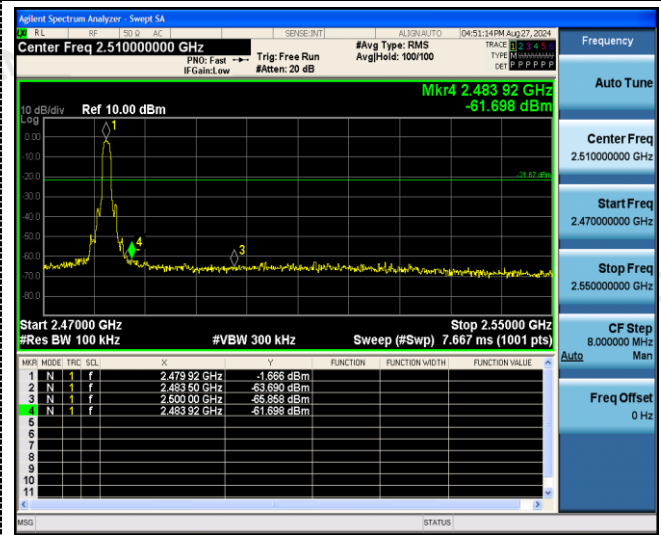 Agilent Spectrum Analyzer - Swept SA
RL RF 50 Ω AC SENSE:INT ALIGNAUTO 04:51:14PM Aug 27, 2024
Center Freq 2.510000000 GHz
PNO: Fast Trig: Free Run
IFGain:Low #Atten: 20 dB
#Avg Type: RMS
Avg|Hold: 100/100
TRACE 1 2 3 4 5 6
TYPE M
DET P P P P P P
Mkr4 2.483 92 GHz
-61.698 dBm
10 dB/div Ref 10.00 dBm
Log
0.00
-10.0
-20.0
-30.0
-40.0
-50.0
-60.0
-70.0
-80.0
1
-21.67 dBm
4
3
Start 2.47000 GHz Stop 2.55000 GHz
#Res BW 100 kHz #VBW 300 kHz Sweep (#Swp) 7.667 ms (1001 pts)
MKR MODE TRC SCL X Y FUNCTION FUNCTION WIDTH FUNCTION VALUE
1 N 1 f 2.479 92 GHz -1.666 dBm
2 N 1 f 2.483 50 GHz -63.690 dBm
3 N 1 f 2.500 00 GHz -65.858 dBm
4 N 1 f 2.483 92 GHz -61.698 dBm
5
6
7
8
9
10
11
MSG STATUS
Frequency
Auto Tune
Center Freq
2.510000000 GHz
Start Freq
2.470000000 GHz
Stop Freq
2.550000000 GHz
CF Step
8.000000 MHz
Auto Man
Freq Offset
0 Hz